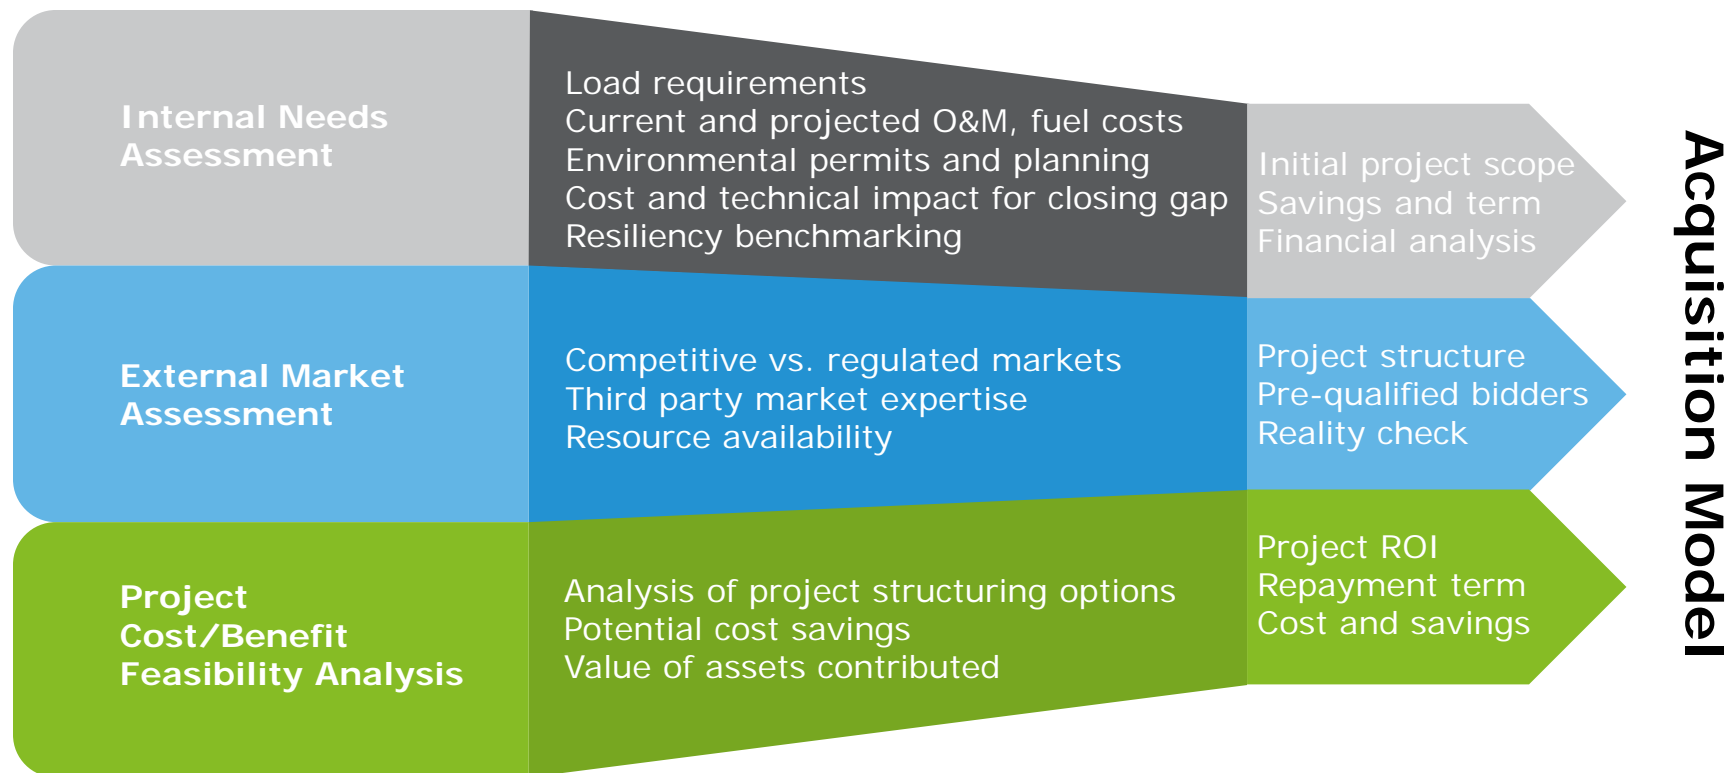 Internal Needs
Assessment
Load requirements
Current and projected O&M, fuel costs
Environmental permits and planning
Cost and technical impact for closing gap
Resiliency benchmarking
Initial project scope
Savings and term
Financial analysis
External Market
Assessment
Competitive vs. regulated markets
Third party market expertise
Resource availability
Project structure
Pre-qualified bidders
Reality check
Project
Cost/Benefit
Feasibility Analysis
Analysis of project structuring options
Potential cost savings
Value of assets contributed
Project ROI
Repayment term
Cost and savings
Acquisition Model